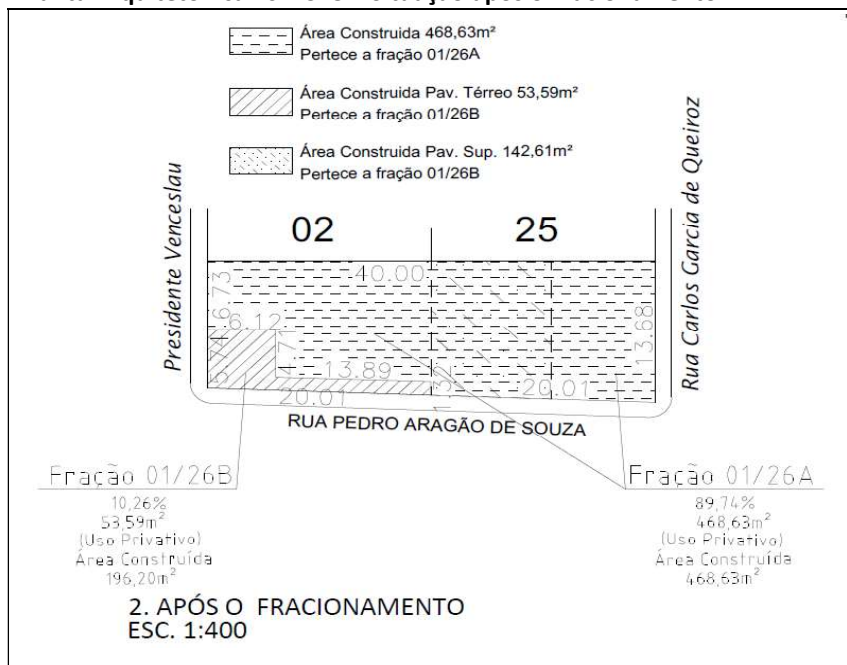 Área Construida 468,63m²
Pertece a fração 01/26A
Área Construida Pav. Térreo 53,59m²
Pertece a fração 01/26B
Área Construida Pav. Sup. 142,61m²
Pertece a fração 01/26B
Presidente Venceslau
Rua Carlos Garcia de Queiroz
02
25
40.00
6.73
6.12
5.74
4.71
13.89
20.01
20.01
13.68
RUA PEDRO ARAGÃO DE SOUZA
Fração 01/26B
10,26%
53,59m²
(Uso Privativo)
Área Construída
196,20m²
Fração 01/26A
89,74%
468,63m²
(Uso Privativo)
Área Construída
468,63m²
2. APÓS O FRACIONAMENTO
ESC. 1:400